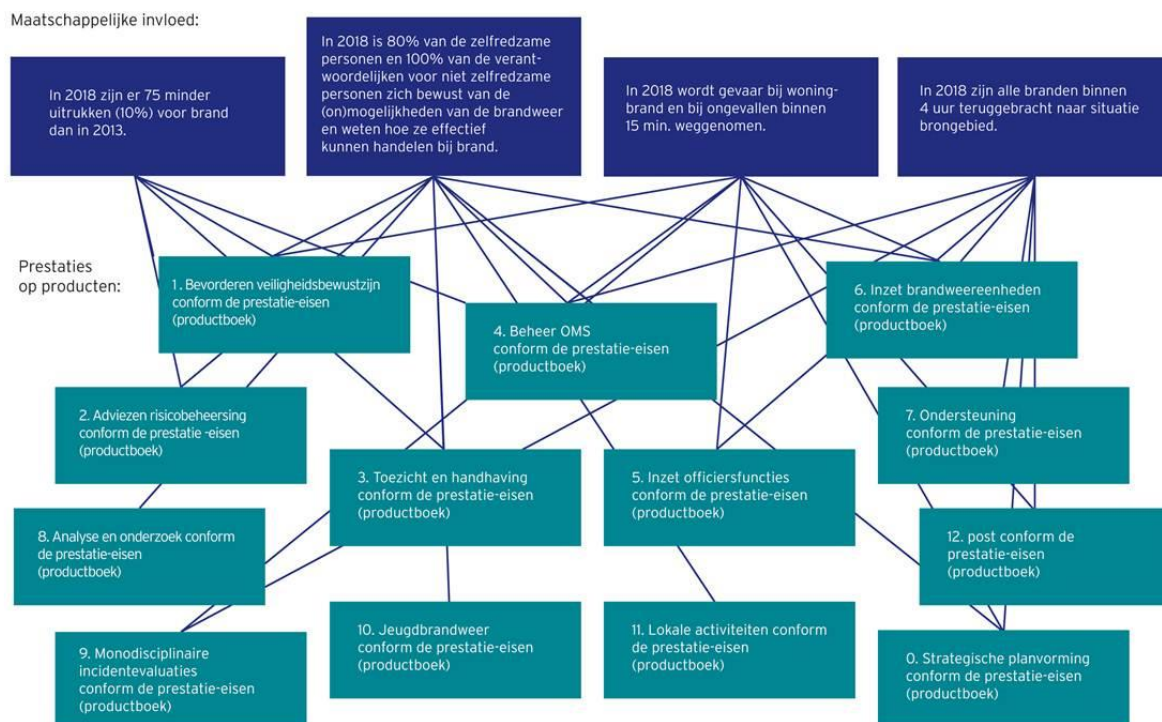 Maatschappelijke invloed:
In 2018 zijn er 75 minder
uitrukken (10%) voor brand
dan in 2013.
In 2018 is 80% van de zelfredzame
personen en 100% van de verant-
woordelijken voor niet zelfredzame
personen zich bewust van de
(on)mogelijkheden van de brandweer
en weten hoe ze effectief
kunnen handelen bij brand.
In 2018 wordt gevaar bij woning-
brand en bij ongevallen binnen
15 min. weggenomen.
In 2018 zijn alle branden binnen
4 uur teruggebracht naar situatie
brongebied.
Prestaties
op producten:
1 . Bevorderen veiligheidsbewustzijn
conform de prestatie-eisen
(productboek)
4. Beheer OMS
conform de prestatie-eisen
(productboek)
6. Inzet brandweereenheden
conform de prestatie-eisen
(productboek)
2. Adviezen risicobeheersing
conform de prestatie -eisen
(productboek)
7. Ondersteuning
conform de prestatie-eisen
(productboek)
3. Toezicht en handhaving
conform de prestatie-eisen
(productboek)
5. Inzet officiersfuncties
conform de prestatie-eisen
(productboek)
8. Analyse en onderzoek conform
de prestatie-eisen
(productboek)
12. post conform de
prestatie-eisen
(productboek)
9. Monodisciplinaire
incidentevaluaties
conform de prestatie-eisen
(productboek)
10. Jeugdbrandweer
conform de prestatie-eisen
(productboek)
11. Lokale activiteiten conform
de prestatie-eisen
(productboek)
0. Strategische planvorming
conform de prestatie-eisen
(productboek)